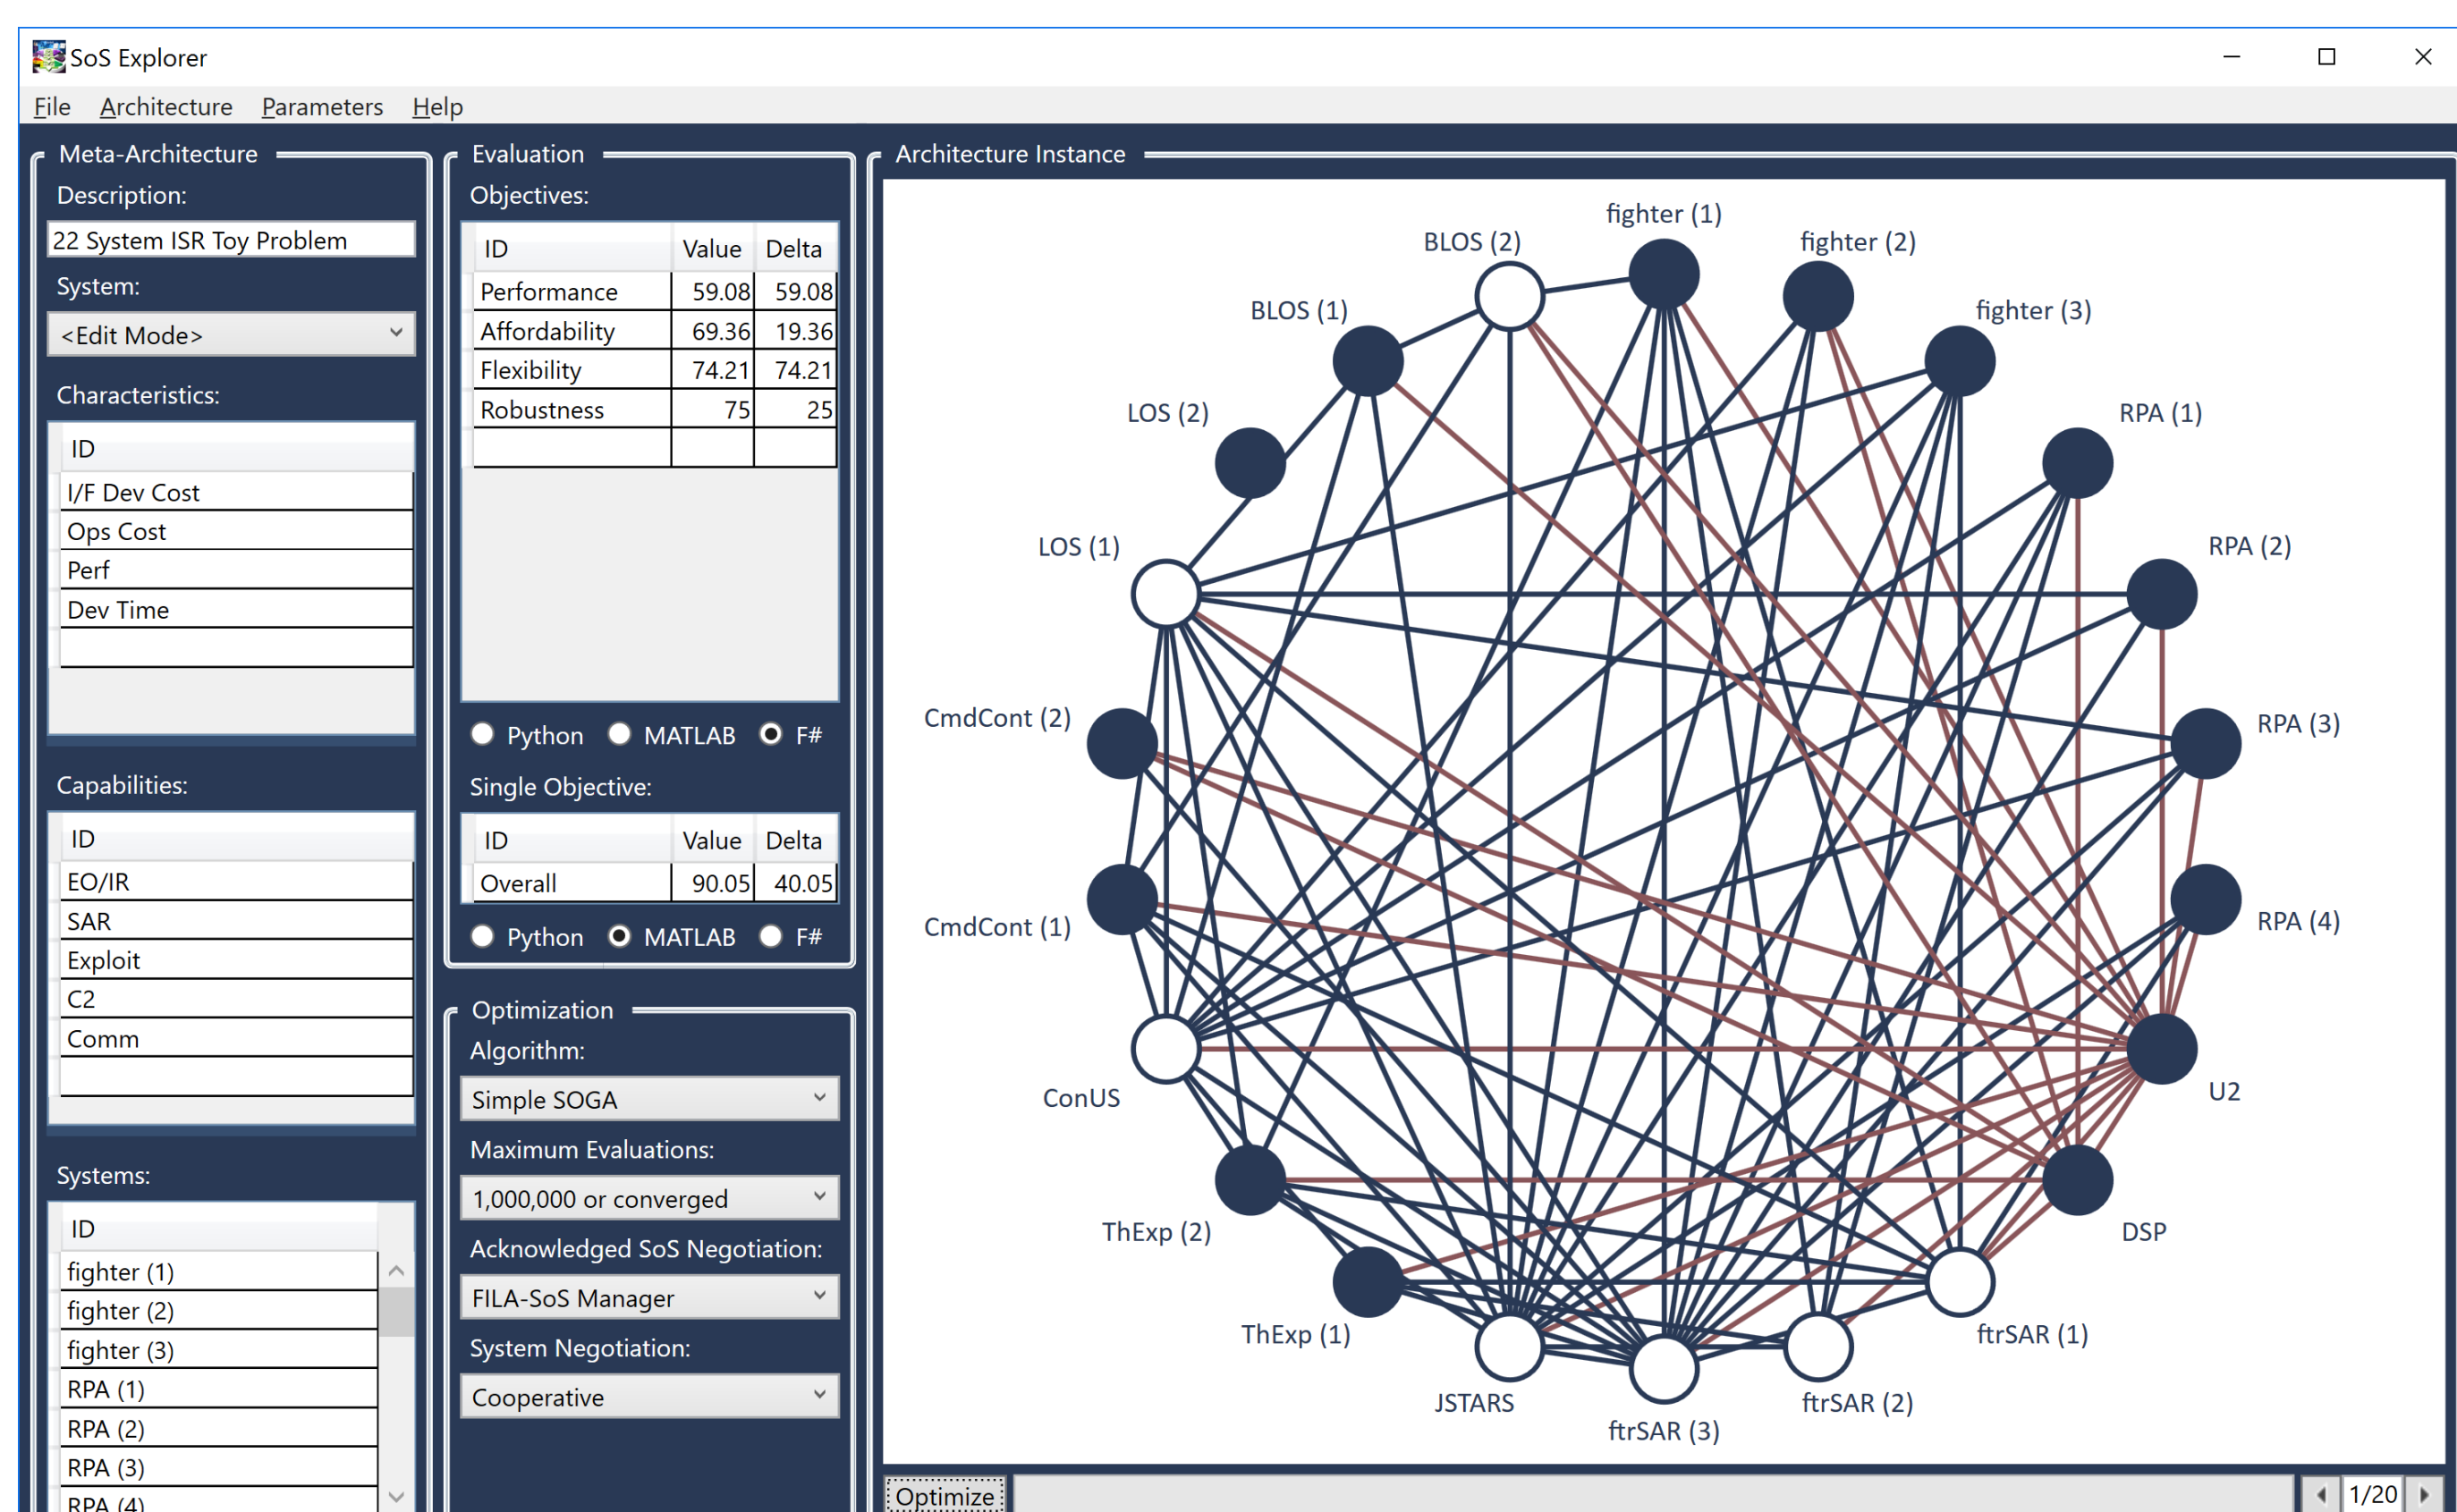 SoS Explorer
File Architecture Parameters Help
Meta-Architecture
Description:
22 System ISR Toy Problem
System:
<Edit Mode>
Characteristics:
ID
I/F Dev Cost
Ops Cost
Perf
Dev Time
Capabilities:
ID
EO/IR
SAR
Exploit
C2
Comm
Systems:
ID
fighter (1)
fighter (2)
fighter (3)
RPA (1)
RPA (2)
RPA (3)
RPA (4)
Evaluation
Objectives:
ID Value Delta
Performance 59.08 59.08
Affordability 69.36 19.36
Flexibility 74.21 74.21
Robustness 75 25
Python MATLAB F#
Single Objective:
ID Value Delta
Overall 90.05 40.05
Python MATLAB F#
Optimization
Algorithm:
Simple SOGA
Maximum Evaluations:
1,000,000 or converged
Acknowledged SoS Negotiation:
FILA-SoS Manager
System Negotiation:
Cooperative
Architecture Instance
fighter (1)
fighter (2)
fighter (3)
RPA (1)
RPA (2)
RPA (3)
RPA (4)
U2
DSP
ftrSAR (1)
ftrSAR (2)
ftrSAR (3)
JSTARS
ThExp (1)
ThExp (2)
ConUS
CmdCont (1)
CmdCont (2)
LOS (1)
LOS (2)
BLOS (1)
BLOS (2)
Optimize
1/20